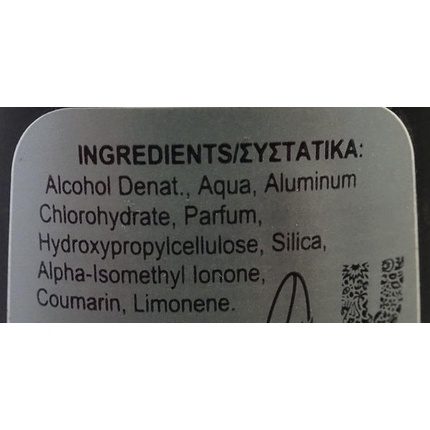 INGREDIENTS/ΣΥΣΤΑΤΙΚΑ:
Alcohol Denat., Aqua, Aluminum
Chlorohydrate, Parfum,
Hydroxypropylcellulose, Silica,
Alpha-Isomethyl Ionone,
Coumarin, Limonene.